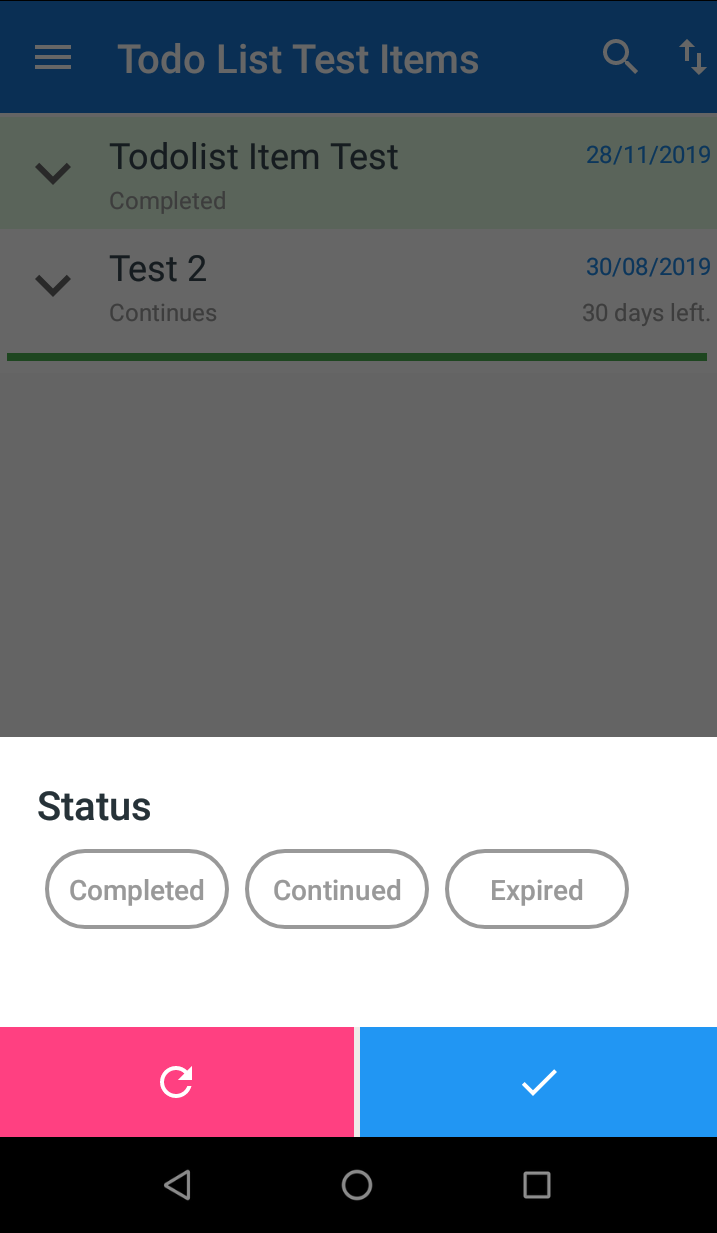 Todo List Test Items
Todolist Item Test 28/11/2019
Completed
Test 2 30/08/2019
Continues 30 days left.
Status
Completed Continued Expired